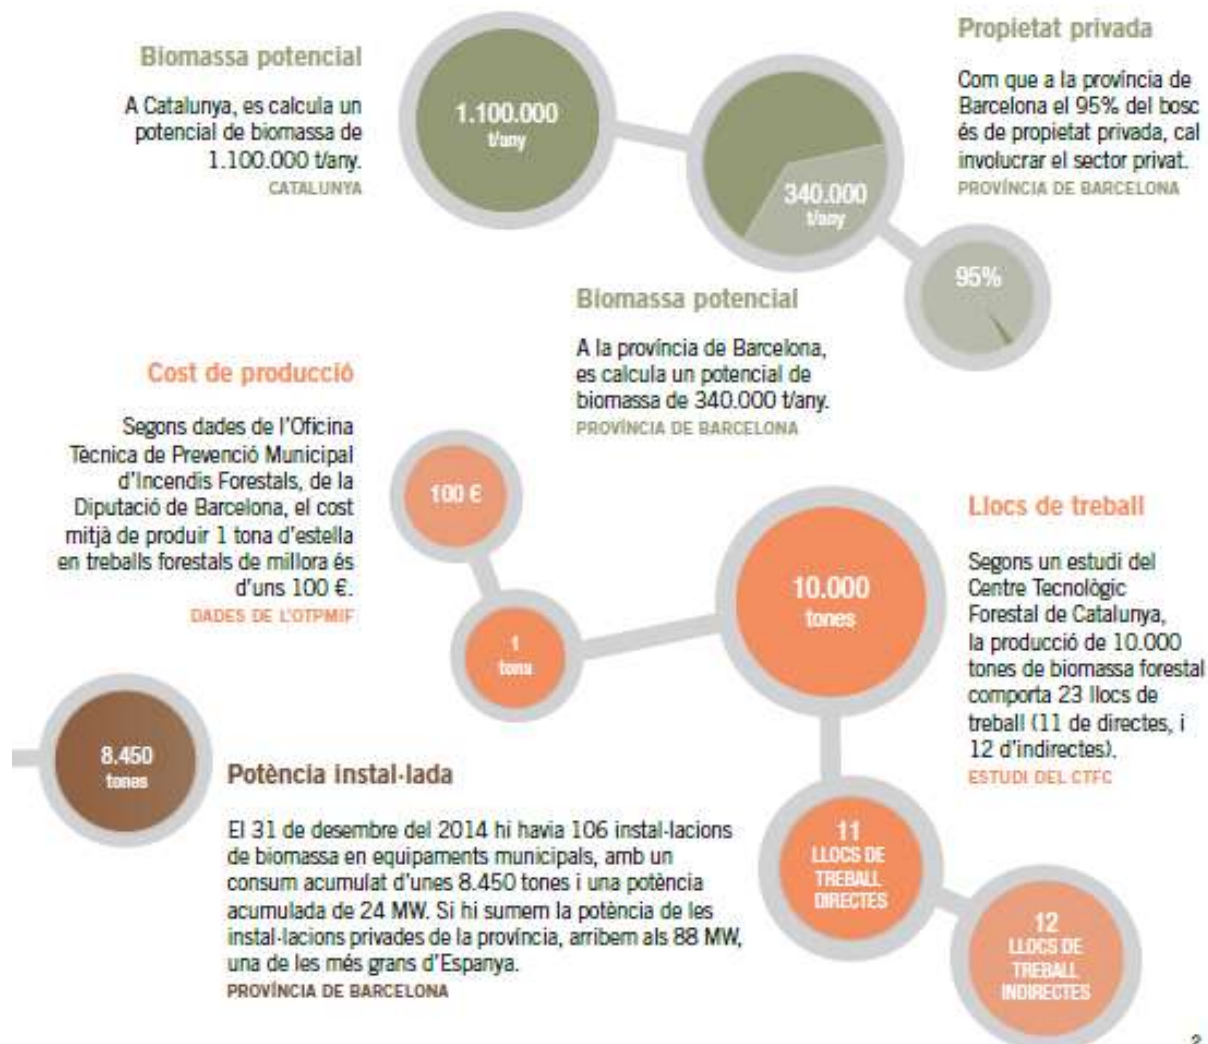 Biomassa potencial
A Catalunya, es calcula un
potencial de biomassa de
1.100.000 t/any.
CATALUNYA
1.100.000
t/any
340.000
t/any
Propietat privada
Com que a la província de
Barcelona el 95% del bosc
és de propietat privada, cal
involucrar el sector privat.
PROVÍNCIA DE BARCELONA
95%
Biomassa potencial
A la província de Barcelona,
es calcula un potencial de
biomassa de 340.000 t/any.
PROVÍNCIA DE BARCELONA
Cost de producció
Segons dades de l'Oficina
Tècnica de Prevenció Municipal
d'Incendis Forestals, de la
Diputació de Barcelona, el cost
mitjà de produir 1 tona d'estella
en treballs forestals de millora és
d'uns 100 €.
DADES DE L'OTPMIF
100 €
1
tona
10.000
tones
Llocs de treball
Segons un estudi del
Centre Tecnològic
Forestal de Catalunya,
la producció de 10.000
tones de biomassa forestal
comporta 23 llocs de
treball (11 de directes, i
12 d'indirectes).
ESTUDI DEL CTFC
8.450
tones
Potència instal·lada
El 31 de desembre del 2014 hi havia 106 instal·lacions
de biomassa en equipaments municipals, amb un
consum acumulat d'unes 8.450 tones i una potència
acumulada de 24 MW. Si hi sumem la potència de les
instal·lacions privades de la província, arribem als 88 MW,
una de les més grans d'Espanya.
PROVÍNCIA DE BARCELONA
11
LLOCS DE
TREBALL
DIRECTES
12
LLOCS DE
TREBALL
INDIRECTES